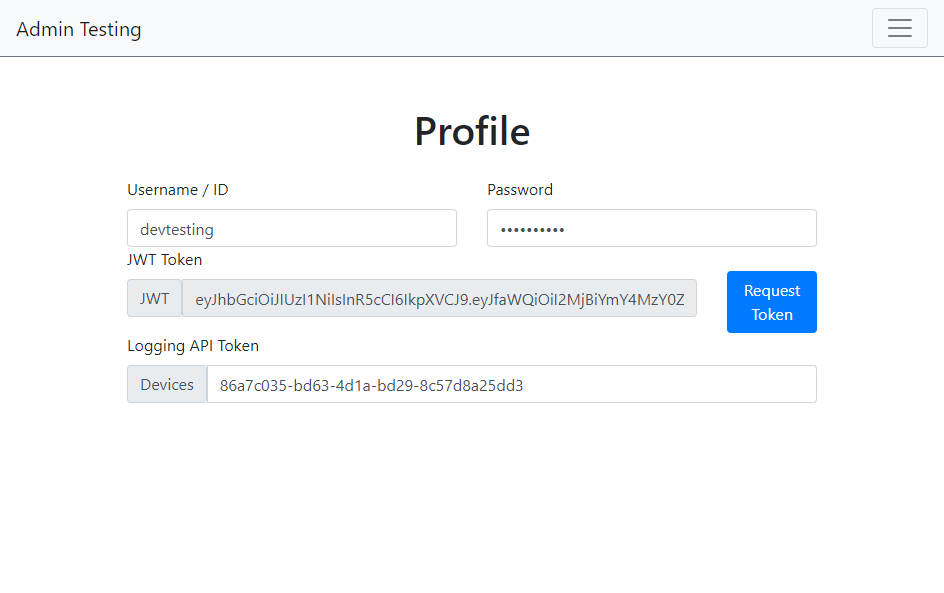 Admin Testing
Profile
Username / ID
Password
devtesting
••••••••••
JWT Token
JWT
eyJhbGciOiJIUzI1NiIsInR5cCI6IkpXVCJ9.eyJfaWQiOiI2MjBiYmY4MzY0Z
Request
Token
Logging API Token
Devices
86a7c035-bd63-4d1a-bd29-8c57d8a25dd3